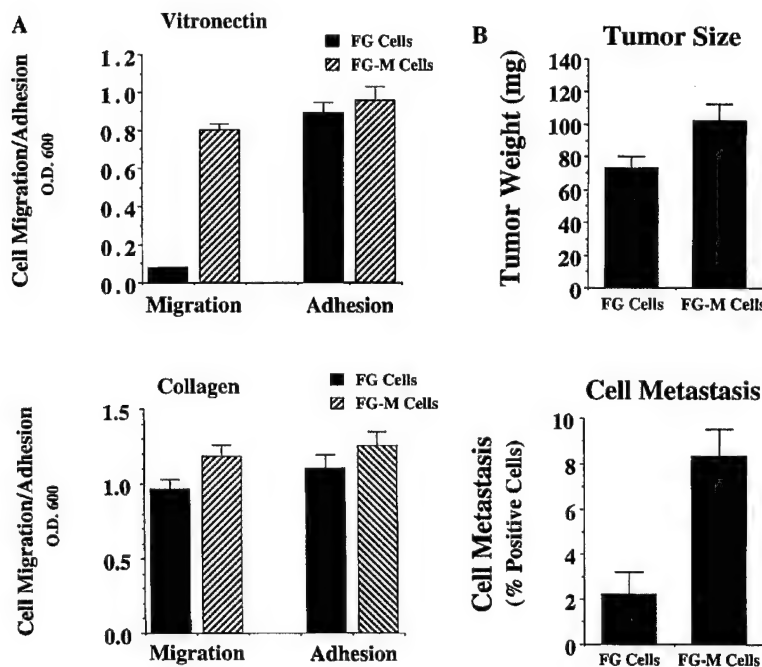 A
Vitronectin
FG Cells
FG-M Cells
Cell Migration/Adhesion
O.D. 600
1.2
1.0
0.8
0.6
0.4
0.2
0.0
Migration
Adhesion
B
Tumor Size
Tumor Weight (mg)
140
120
100
80
60
40
20
0
FG Cells
FG-M Cells
Collagen
FG Cells
FG-M Cells
Cell Migration/Adhesion
O.D. 600
1.5
1.0
0.5
0.0
Migration
Adhesion
Cell Metastasis
Cell Metastasis
(% Positive Cells)
10
8
6
4
2
0
FG Cells
FG-M Cells